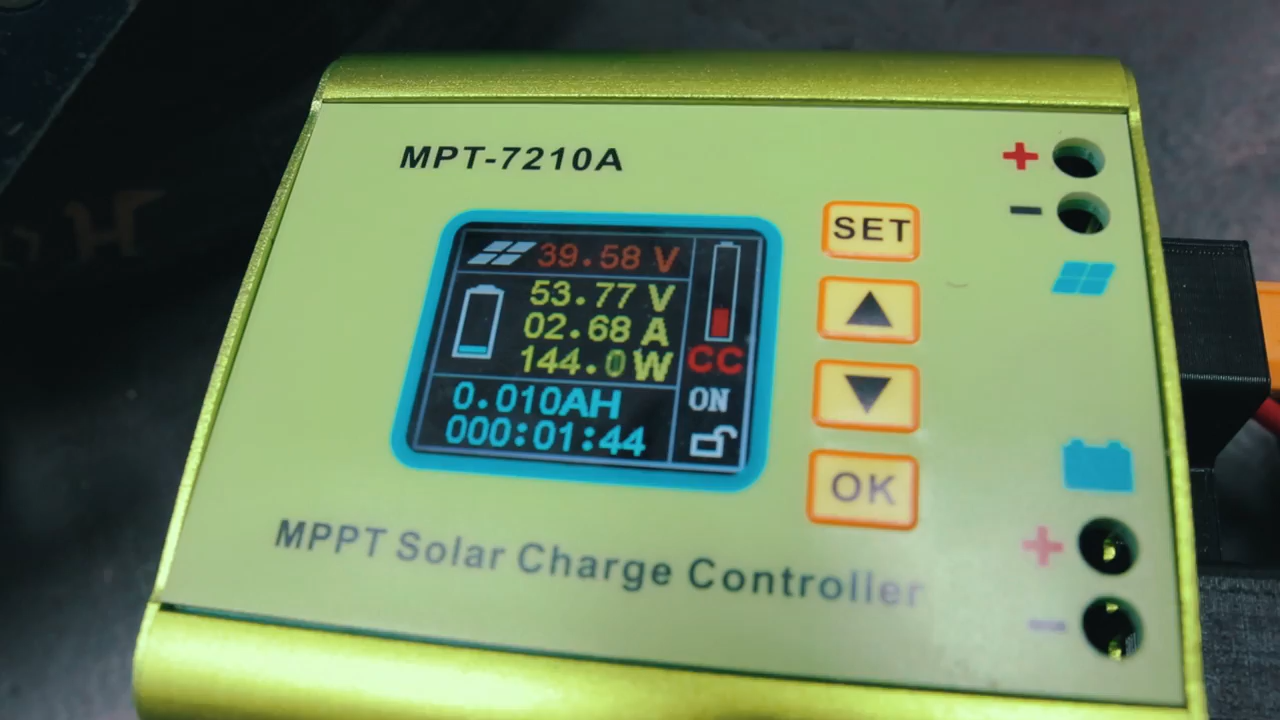 MPT-7210A
39.58 V
53.77 V
02.68 A
144.0W
0.010AH
000:01:44
CC
ON
SET
OK
+
-
+
-
MPPT Solar Charge Controller